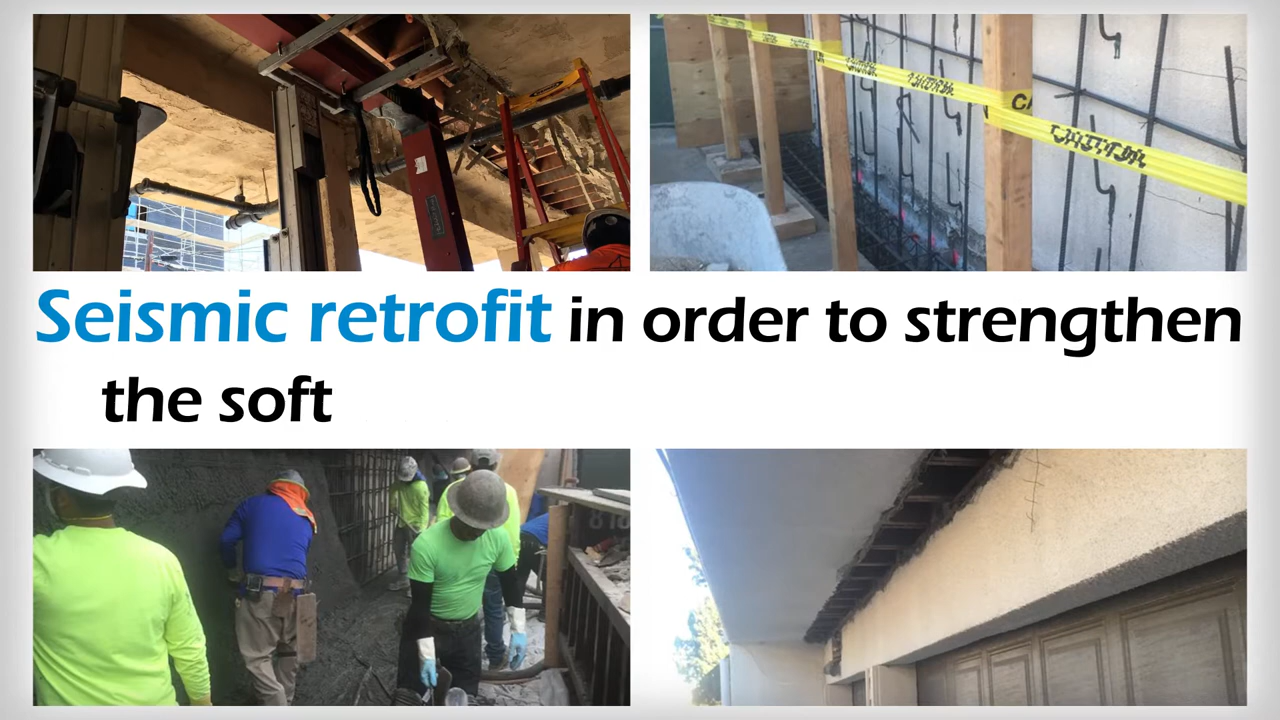 Seismic retrofit in order to strengthen
the soft